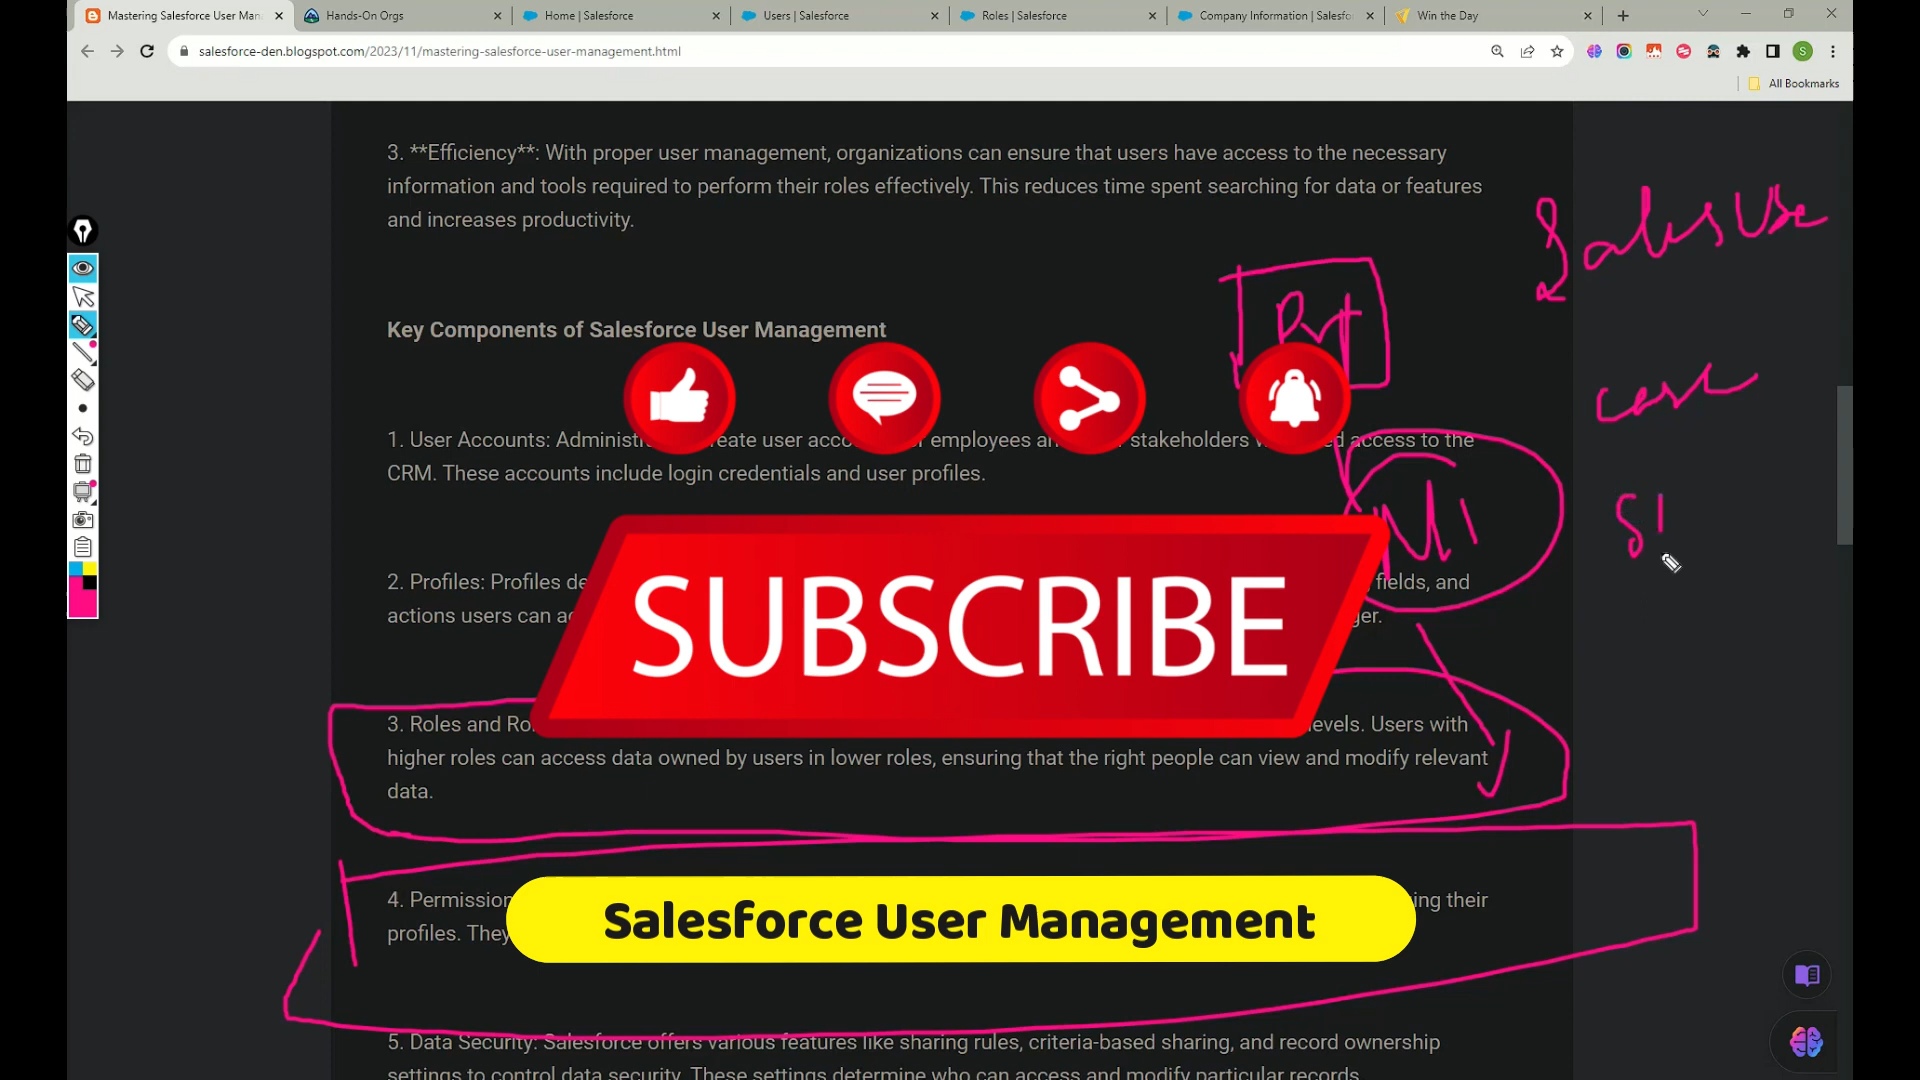 Mastering Salesforce User Man
Hands-On Orgs
Home | Salesforce
Users | Salesforce
Roles | Salesforce
Company Information | Salesfo
Win the Day
salesforce-den.blogspot.com/2023/11/mastering-salesforce-user-management.html
S
All Bookmarks
3. **Efficiency**: With proper user management, organizations can ensure that users have access to the necessary
information and tools required to perform their roles effectively. This reduces time spent searching for data or features
and increases productivity.
Sales Use
Key Components of Salesforce User Management
case
1. User Accounts: Administ eate user acco employees an stakeholders w d access to the
CRM. These accounts include login credentials and user profiles.
2. Profiles: Profiles de fields, and
actions users can a ger.
SUBSCRIBE
3. Roles and Ro evels. Users with
higher roles can access data owned by users in lower roles, ensuring that the right people can view and modify relevant
data.
4. Permission ing their
profiles. They
Salesforce User Management
5. Data Security: Salesforce offers various features like sharing rules, criteria-based sharing, and record ownership
settings to control data security. These settings determine who can access and modify particular records.